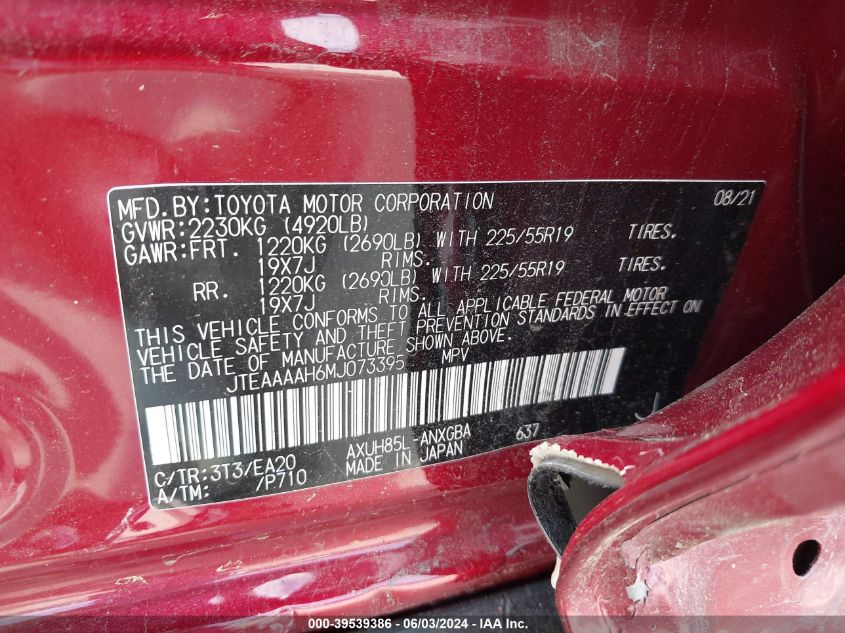 MFD.BY:TOYOTA MOTOR CORPORATION 08/21
GVWR:2230KG (4920LB)
GAWR:FRT. 1220KG (2690LB) WITH 225/55R19 TIRES.
19X7J RIMS.
RR. 1220KG (2690LB) WITH 225/55R19 TIRES.
19X7J RIMS.
THIS VEHICLE CONFORMS TO ALL APPLICABLE FEDERAL MOTOR
VEHICLE SAFETY AND THEFT PREVENTION STANDARDS IN EFFECT ON
THE DATE OF MANUFACTURE SHOWN ABOVE.
JTEAAAAH6MJ073395 MPV
J
C/TR:3T3/EA20 AXUH85L-ANXGBA 637
A/TM: /P710 MADE IN JAPAN
000-39539386 - 06/03/2024 - IAA Inc.